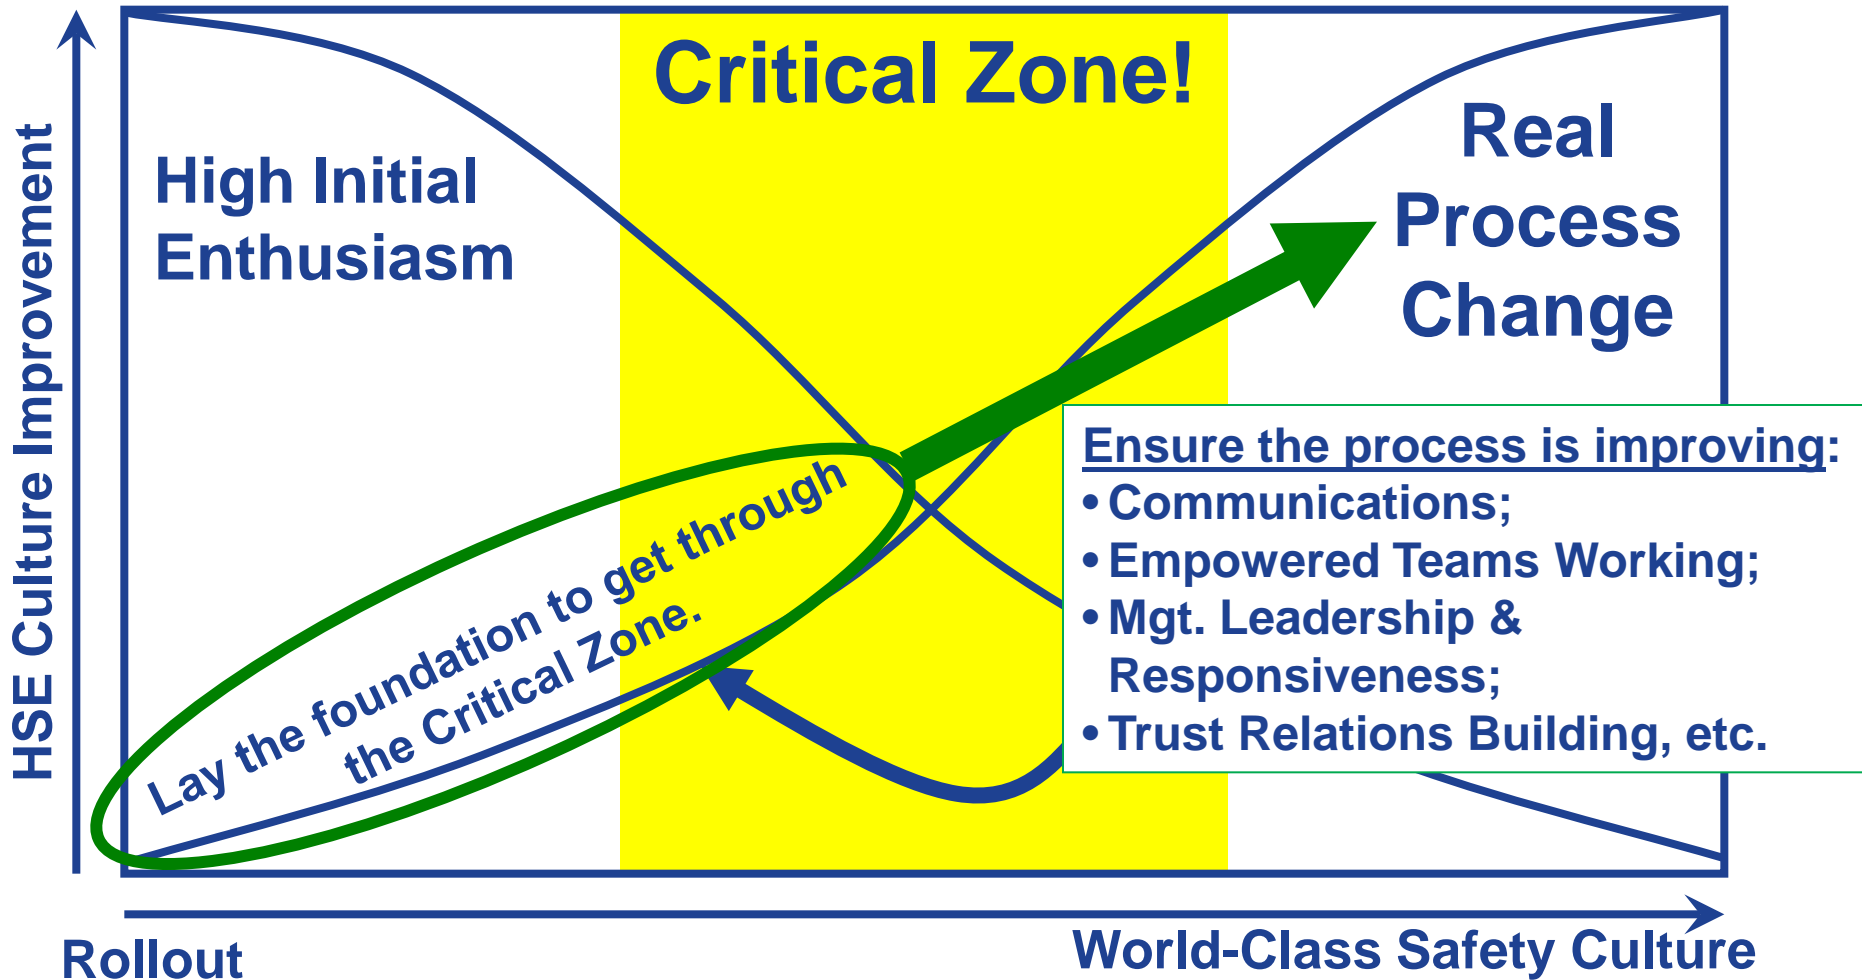 Critical Zone!
High Initial
Enthusiasm
Real
Process
Change
HSE Culture Improvement
Lay the foundation to get through
the Critical Zone.
Ensure the process is improving:
• Communications;
• Empowered Teams Working;
• Mgt. Leadership &
Responsiveness;
• Trust Relations Building, etc.
Rollout
World-Class Safety Culture